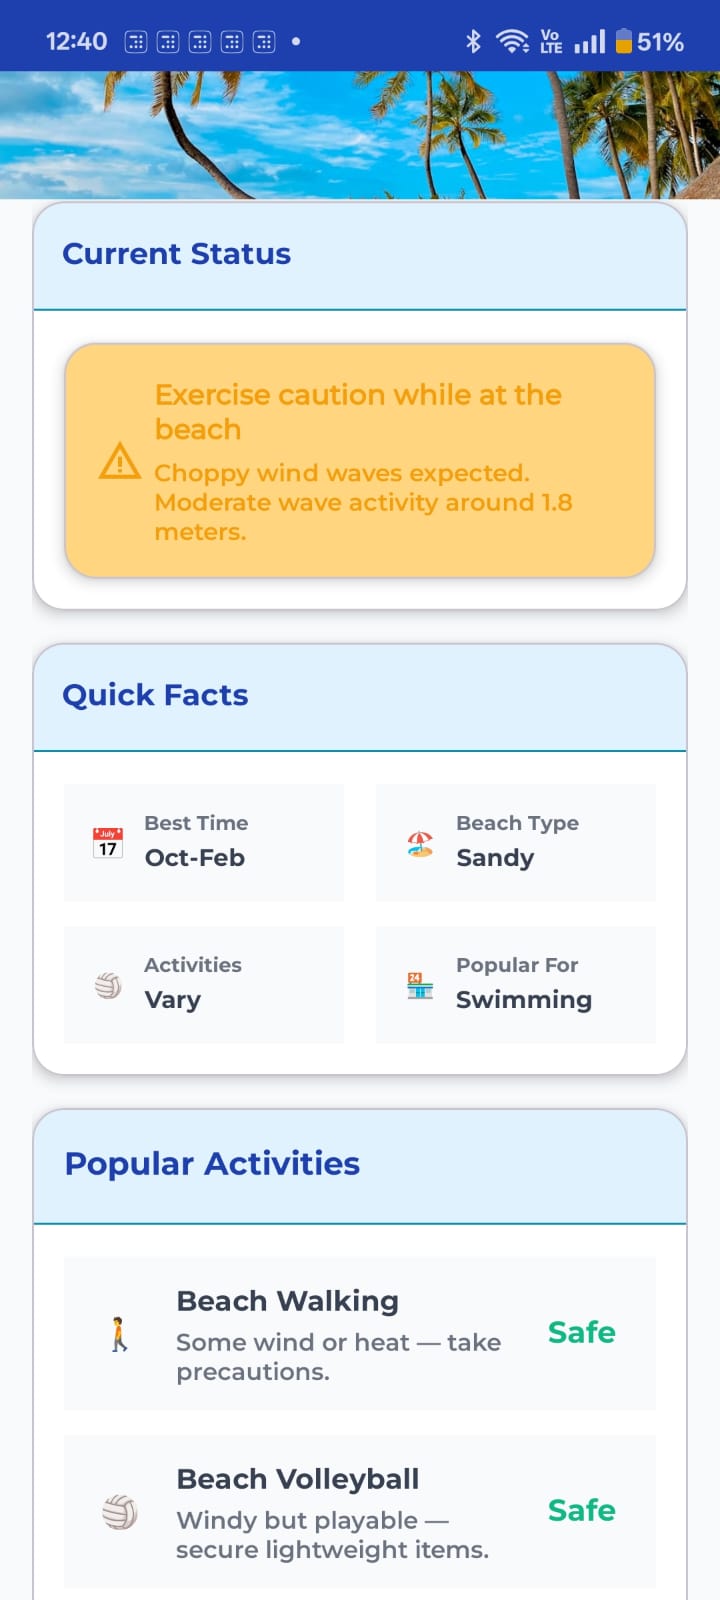 12:40
Vo
LTE
51%
Current Status
Exercise caution while at the
beach
Choppy wind waves expected.
Moderate wave activity around 1.8
meters.
Quick Facts
July
17
Best Time
Oct-Feb
Beach Type
Sandy
Activities
Vary
24
Popular For
Swimming
Popular Activities
Beach Walking
Some wind or heat — take
precautions.
Safe
Beach Volleyball
Windy but playable —
secure lightweight items.
Safe